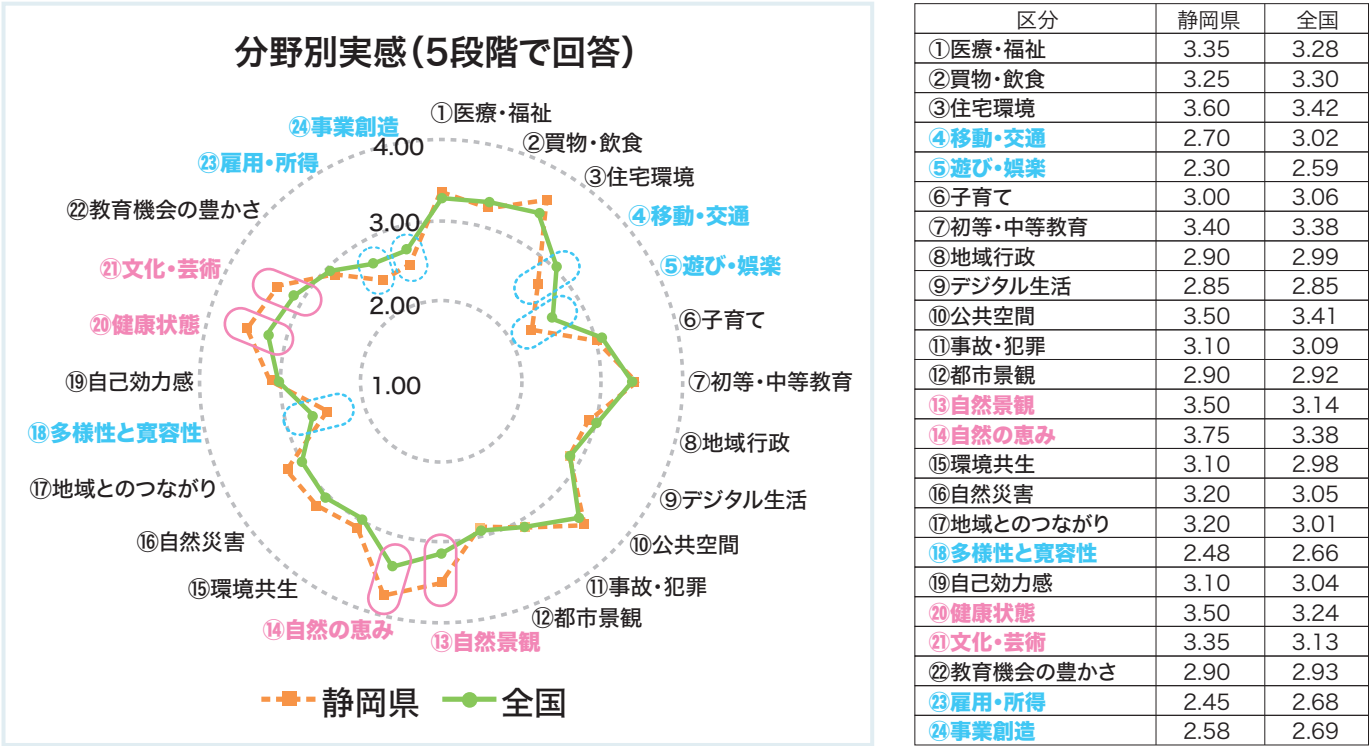 分野別実感(5段階で回答)
①医療・福祉
②買物・飲食
③住宅環境
④移動・交通
⑤遊び・娯楽
⑥子育て
⑦初等・中等教育
⑧地域行政
⑨デジタル生活
⑩公共空間
⑪事故・犯罪
⑫都市景観
⑬自然景観
⑭自然の恵み
⑮環境共生
⑯自然災害
⑰地域とのつながり
⑱多様性と寛容性
⑲自己効力感
⑳健康状態
㉑文化・芸術
㉒教育機会の豊かさ
㉓雇用・所得
㉔事業創造
4.00
3.00
2.00
1.00
静岡県 全国
区分 静岡県 全国
①医療・福祉 3.35 3.28
②買物・飲食 3.25 3.30
③住宅環境 3.60 3.42
④移動・交通 2.70 3.02
⑤遊び・娯楽 2.30 2.59
⑥子育て 3.00 3.06
⑦初等・中等教育 3.40 3.38
⑧地域行政 2.90 2.99
⑨デジタル生活 2.85 2.85
⑩公共空間 3.50 3.41
⑪事故・犯罪 3.10 3.09
⑫都市景観 2.90 2.92
⑬自然景観 3.50 3.14
⑭自然の恵み 3.75 3.38
⑮環境共生 3.10 2.98
⑯自然災害 3.20 3.05
⑰地域とのつながり 3.20 3.01
⑱多様性と寛容性 2.48 2.66
⑲自己効力感 3.10 3.04
⑳健康状態 3.50 3.24
㉑文化・芸術 3.35 3.13
㉒教育機会の豊かさ 2.90 2.93
㉓雇用・所得 2.45 2.68
㉔事業創造 2.58 2.69